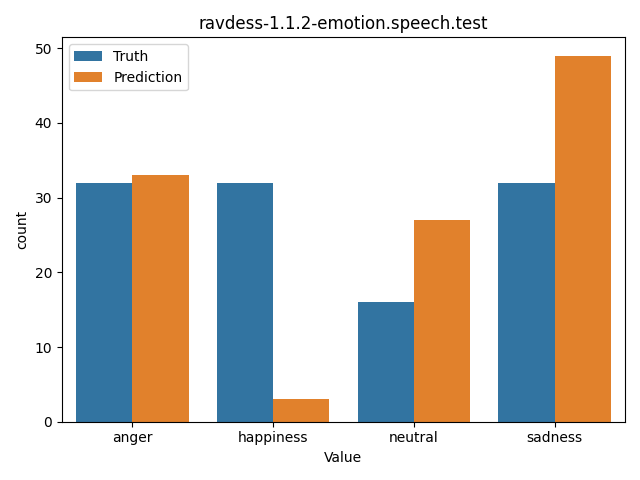 ravdess-1.1.2-emotion.speech.test
Truth
Prediction
50
40
30
20
10
0
count
anger happiness neutral sadness
Value